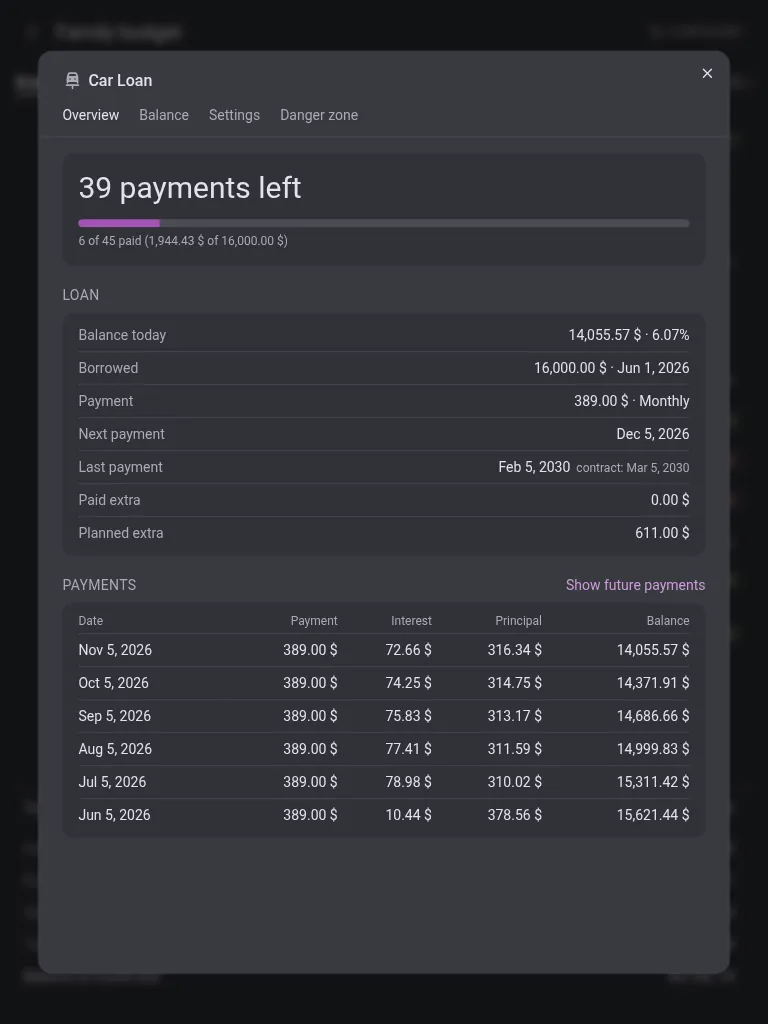 Car Loan
Overview Balance Settings Danger zone
39 payments left
6 of 45 paid (1,944.43 $ of 16,000.00 $)
LOAN
Balance today 14,055.57 $ · 6.07%
Borrowed 16,000.00 $ · Jun 1, 2026
Payment 389.00 $ · Monthly
Next payment Dec 5, 2026
Last payment Feb 5, 2030 contract: Mar 5, 2030
Paid extra 0.00 $
Planned extra 611.00 $
PAYMENTS Show future payments
Date Payment Interest Principal Balance
Nov 5, 2026 389.00 $ 72.66 $ 316.34 $ 14,055.57 $
Oct 5, 2026 389.00 $ 74.25 $ 314.75 $ 14,371.91 $
Sep 5, 2026 389.00 $ 75.83 $ 313.17 $ 14,686.66 $
Aug 5, 2026 389.00 $ 77.41 $ 311.59 $ 14,999.83 $
Jul 5, 2026 389.00 $ 78.98 $ 310.02 $ 15,311.42 $
Jun 5, 2026 389.00 $ 10.44 $ 378.56 $ 15,621.44 $